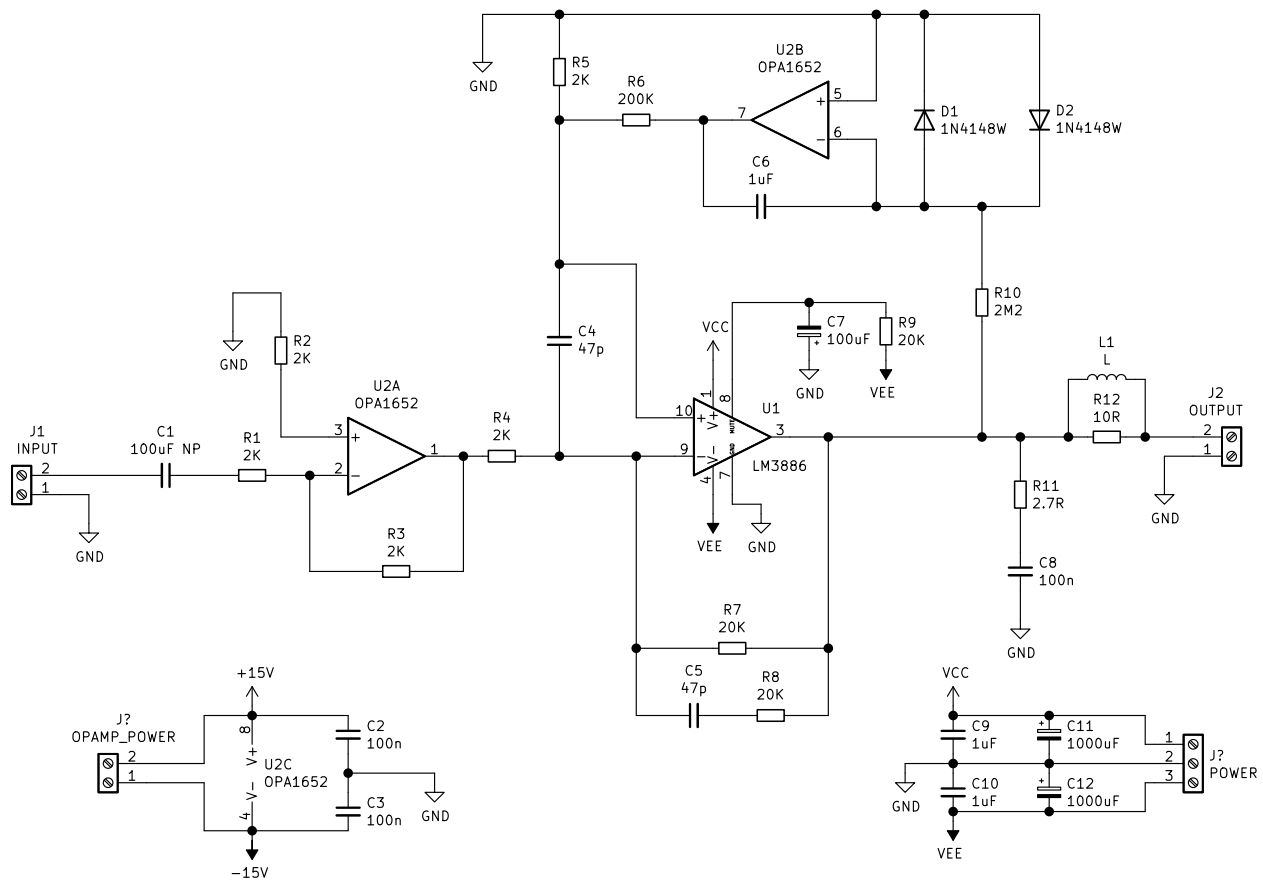 GND
R5
2K
R6
200K
U2B
OPA1652
7
+
5
−
6
D1
1N4148W
D2
1N4148W
C6
1uF
R10
2M2
GND
R2
2K
C4
47p
VCC
C7
100uF
+
GND
R9
20K
VEE
L1
L
R12
10R
J2
OUTPUT
2
1
GND
J1
INPUT
2
1
GND
C1
100uF NP
R1
2K
U2A
OPA1652
3
+
2
−
1
R4
2K
R3
2K
U1
LM3886
10
+
9
−
1
V+
8
MUTE
V−
4
GND
7
3
VEE
GND
R11
2.7R
C8
100n
GND
R7
20K
C5
47p
R8
20K
J?
OPAMP_POWER
2
1
+15V
8
V+
U2C
OPA1652
V−
4
−15V
C2
100n
C3
100n
GND
VCC
C9
1uF
+
C11
1000uF
GND
C10
1uF
+
C12
1000uF
VEE
1
2
3
J?
POWER